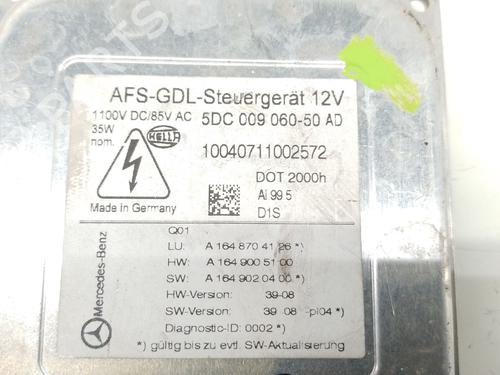 AFS-GDL-Steuergerät 12V
1100V DC/85V AC 5DC 009 060-50 AD
35W
nom.
HELLA
10040711002572
DOT 2000h
Al 99 5
D1S
Made in Germany
Mercedes-Benz
Q01
LU: A 164 870 41 26 *)
HW: A 164 900 51 00
SW: A 164 902 04 00 *)
HW-Version: 39-08
SW-Version: 39 08 -pl04 *)
Diagnostic-ID: 0002 *)
*) gültig bis zu evtl. SW-Aktualisierung